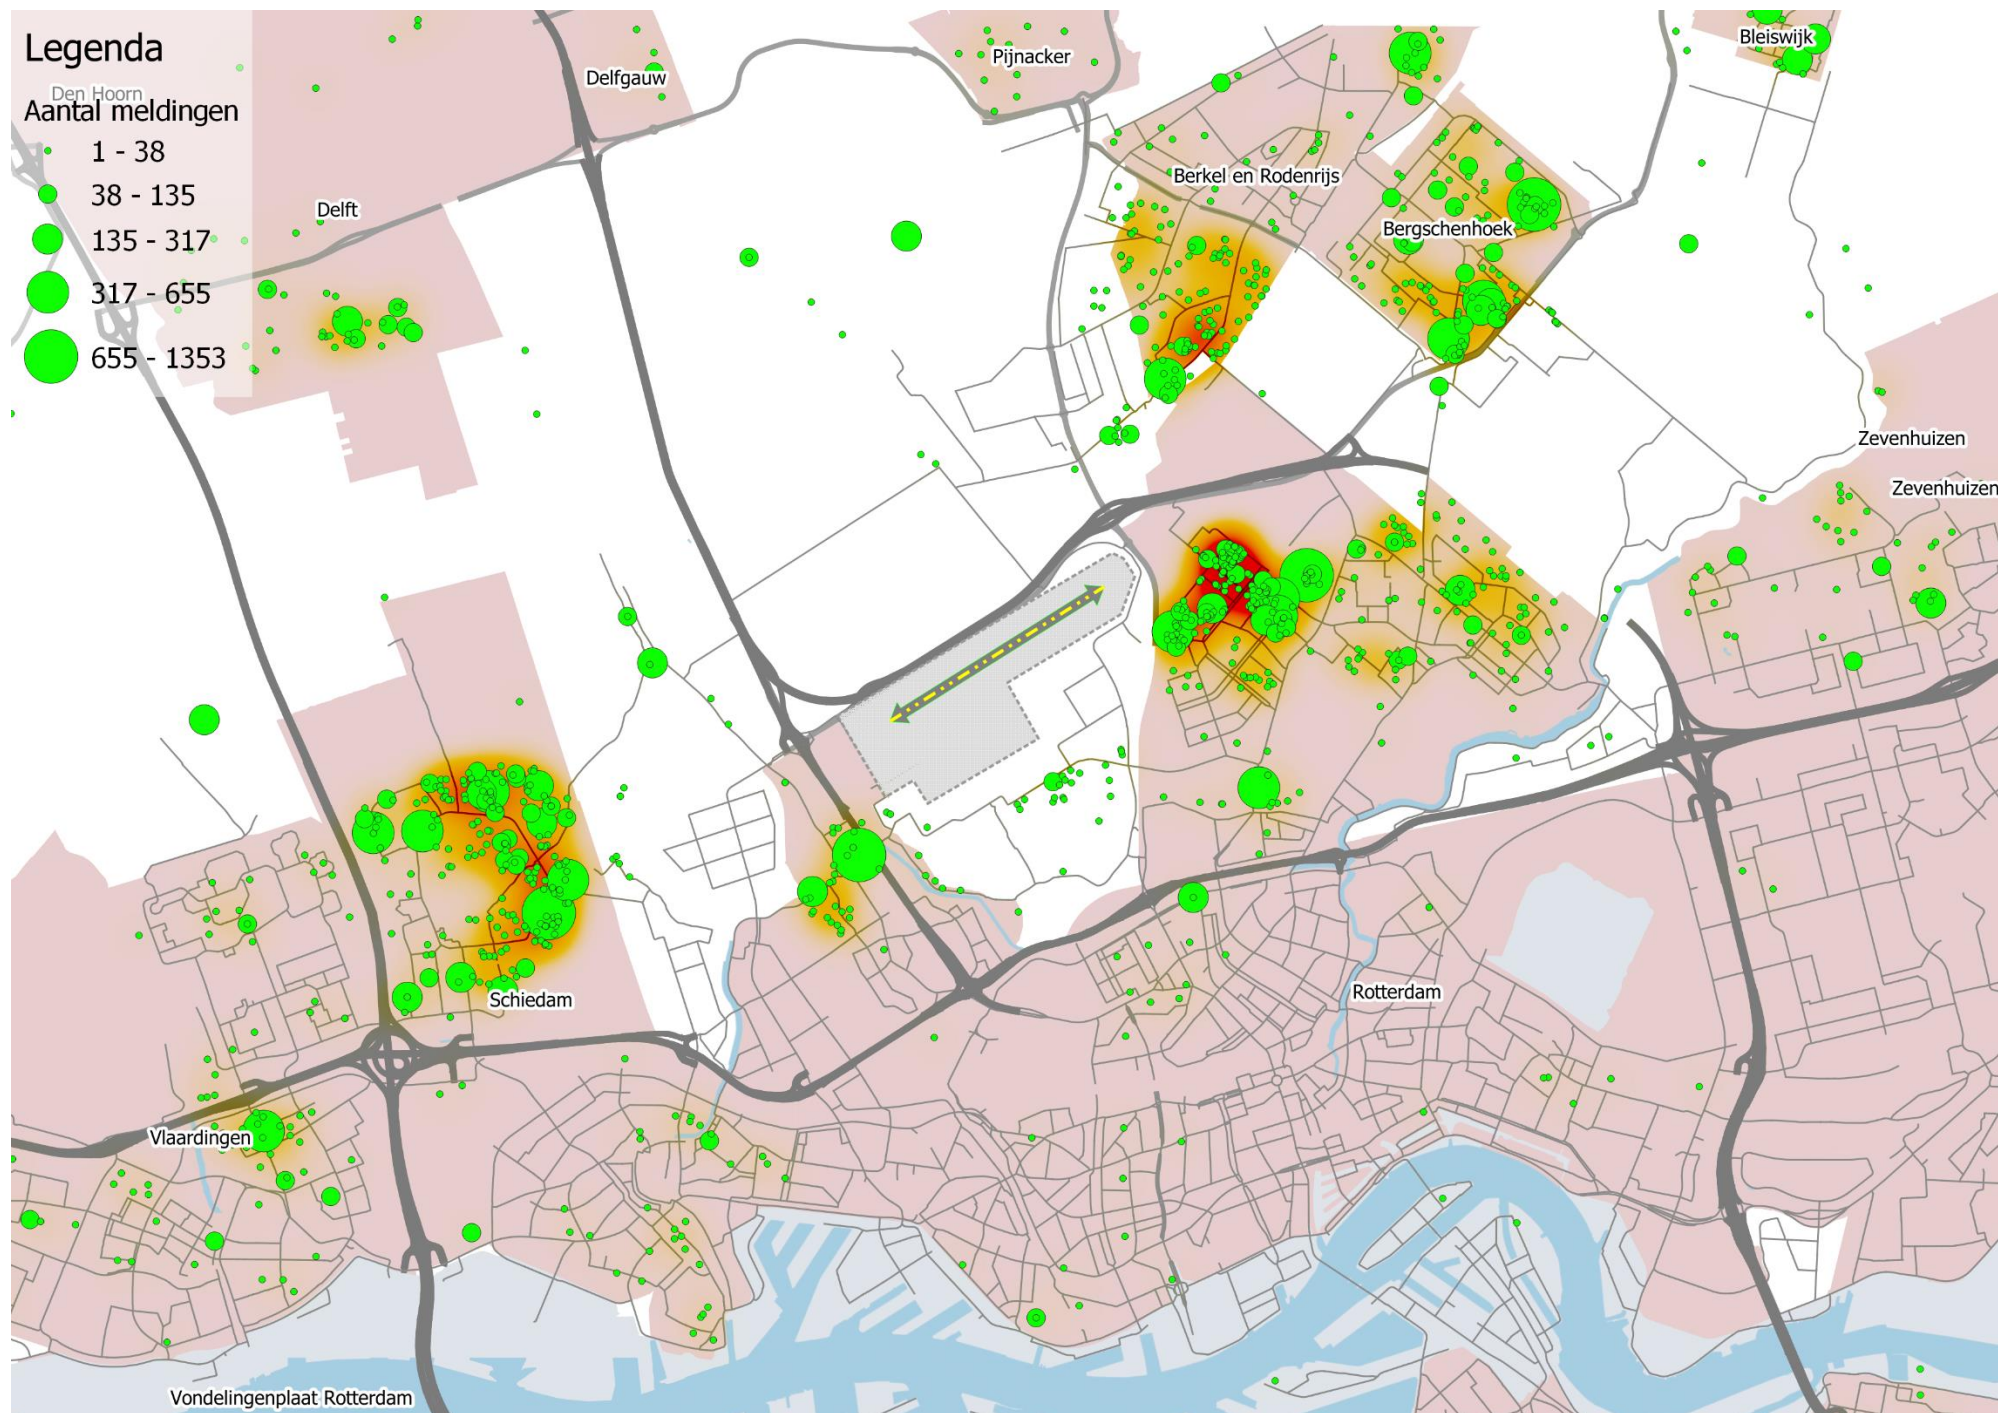 Legenda
Den Hoorn
Aantal meldingen
1 - 38
38 - 135
135 - 317
317 - 655
655 - 1353
Delfgauw
Pijnacker
Bleiswijk
Delft
Berkel en Rodenrijs
Bergschenhoek
Zevenhuizen
Zevenhuizen
Schiedam
Rotterdam
Vlaardingen
Vondelingenplaat Rotterdam